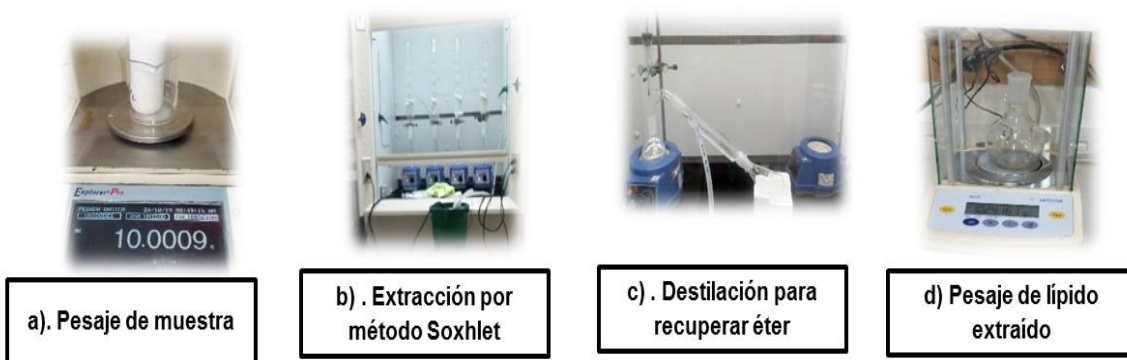 Explorer Pro
10.0009
a). Pesaje de muestra
b) . Extracción por
método Soxhlet
c) . Destilación para
recuperar éter
d) Pesaje de lípido
extraído